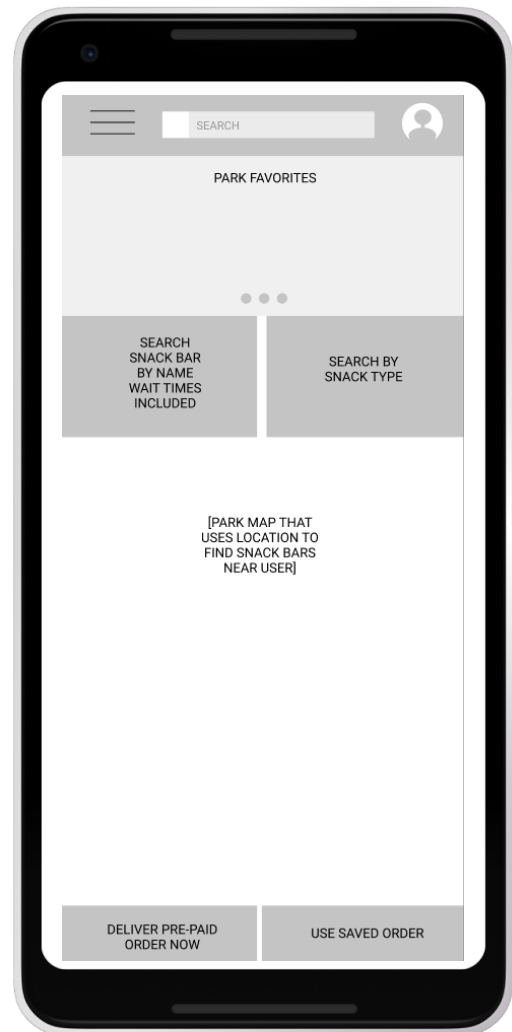 SEARCH
PARK FAVORITES
SEARCH
SNACK BAR
BY NAME
WAIT TIMES
INCLUDED
SEARCH BY
SNACK TYPE
[PARK MAP THAT
USES LOCATION TO
FIND SNACK BARS
NEAR USER]
DELIVER PRE-PAID
ORDER NOW
USE SAVED ORDER